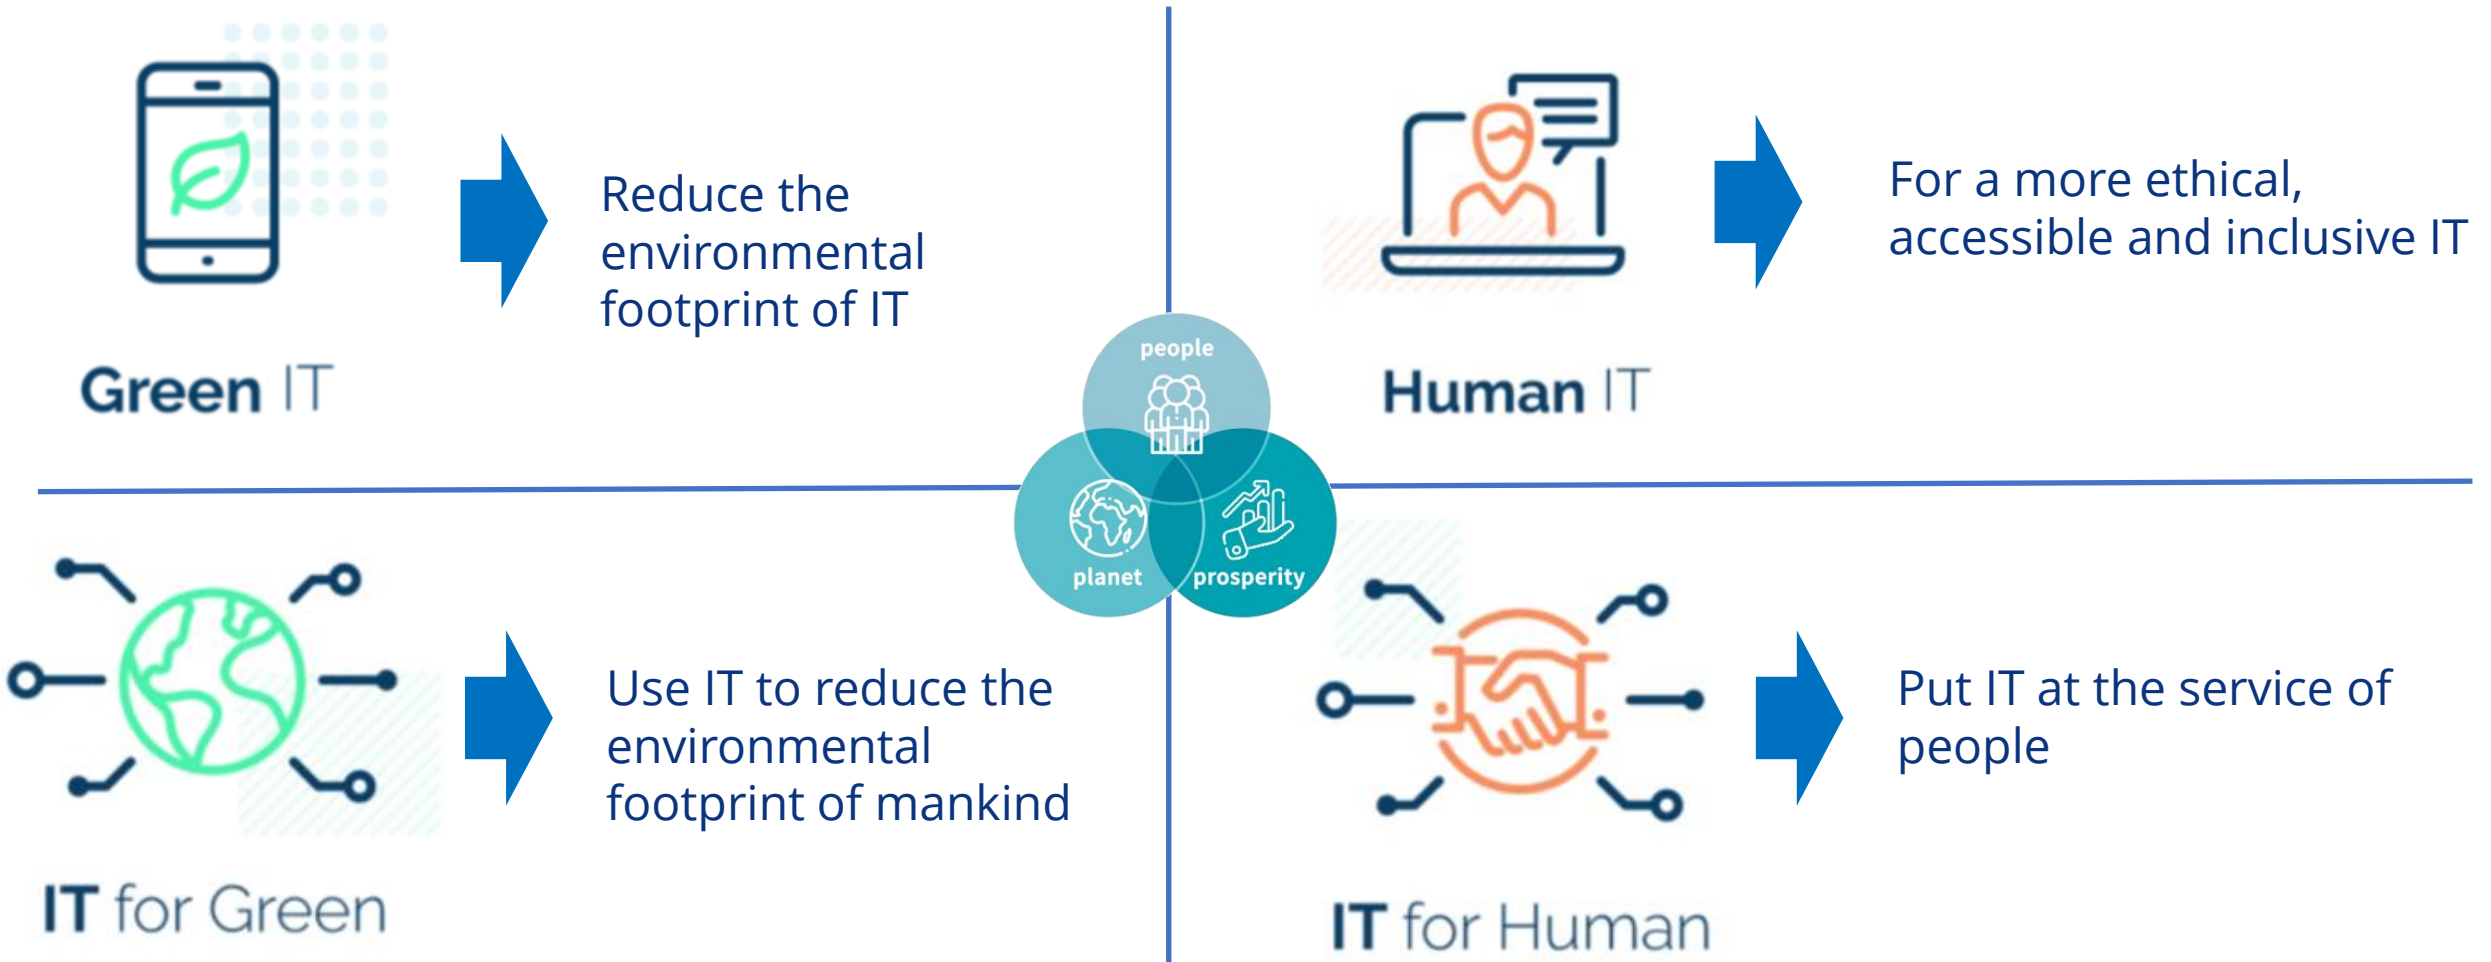 Reduce the
environmental
footprint of IT
Green IT
For a more ethical,
accessible and inclusive IT
Human IT
people
planet
prosperity
Use IT to reduce the
environmental
footprint of mankind
IT for Green
Put IT at the service of
people
IT for Human